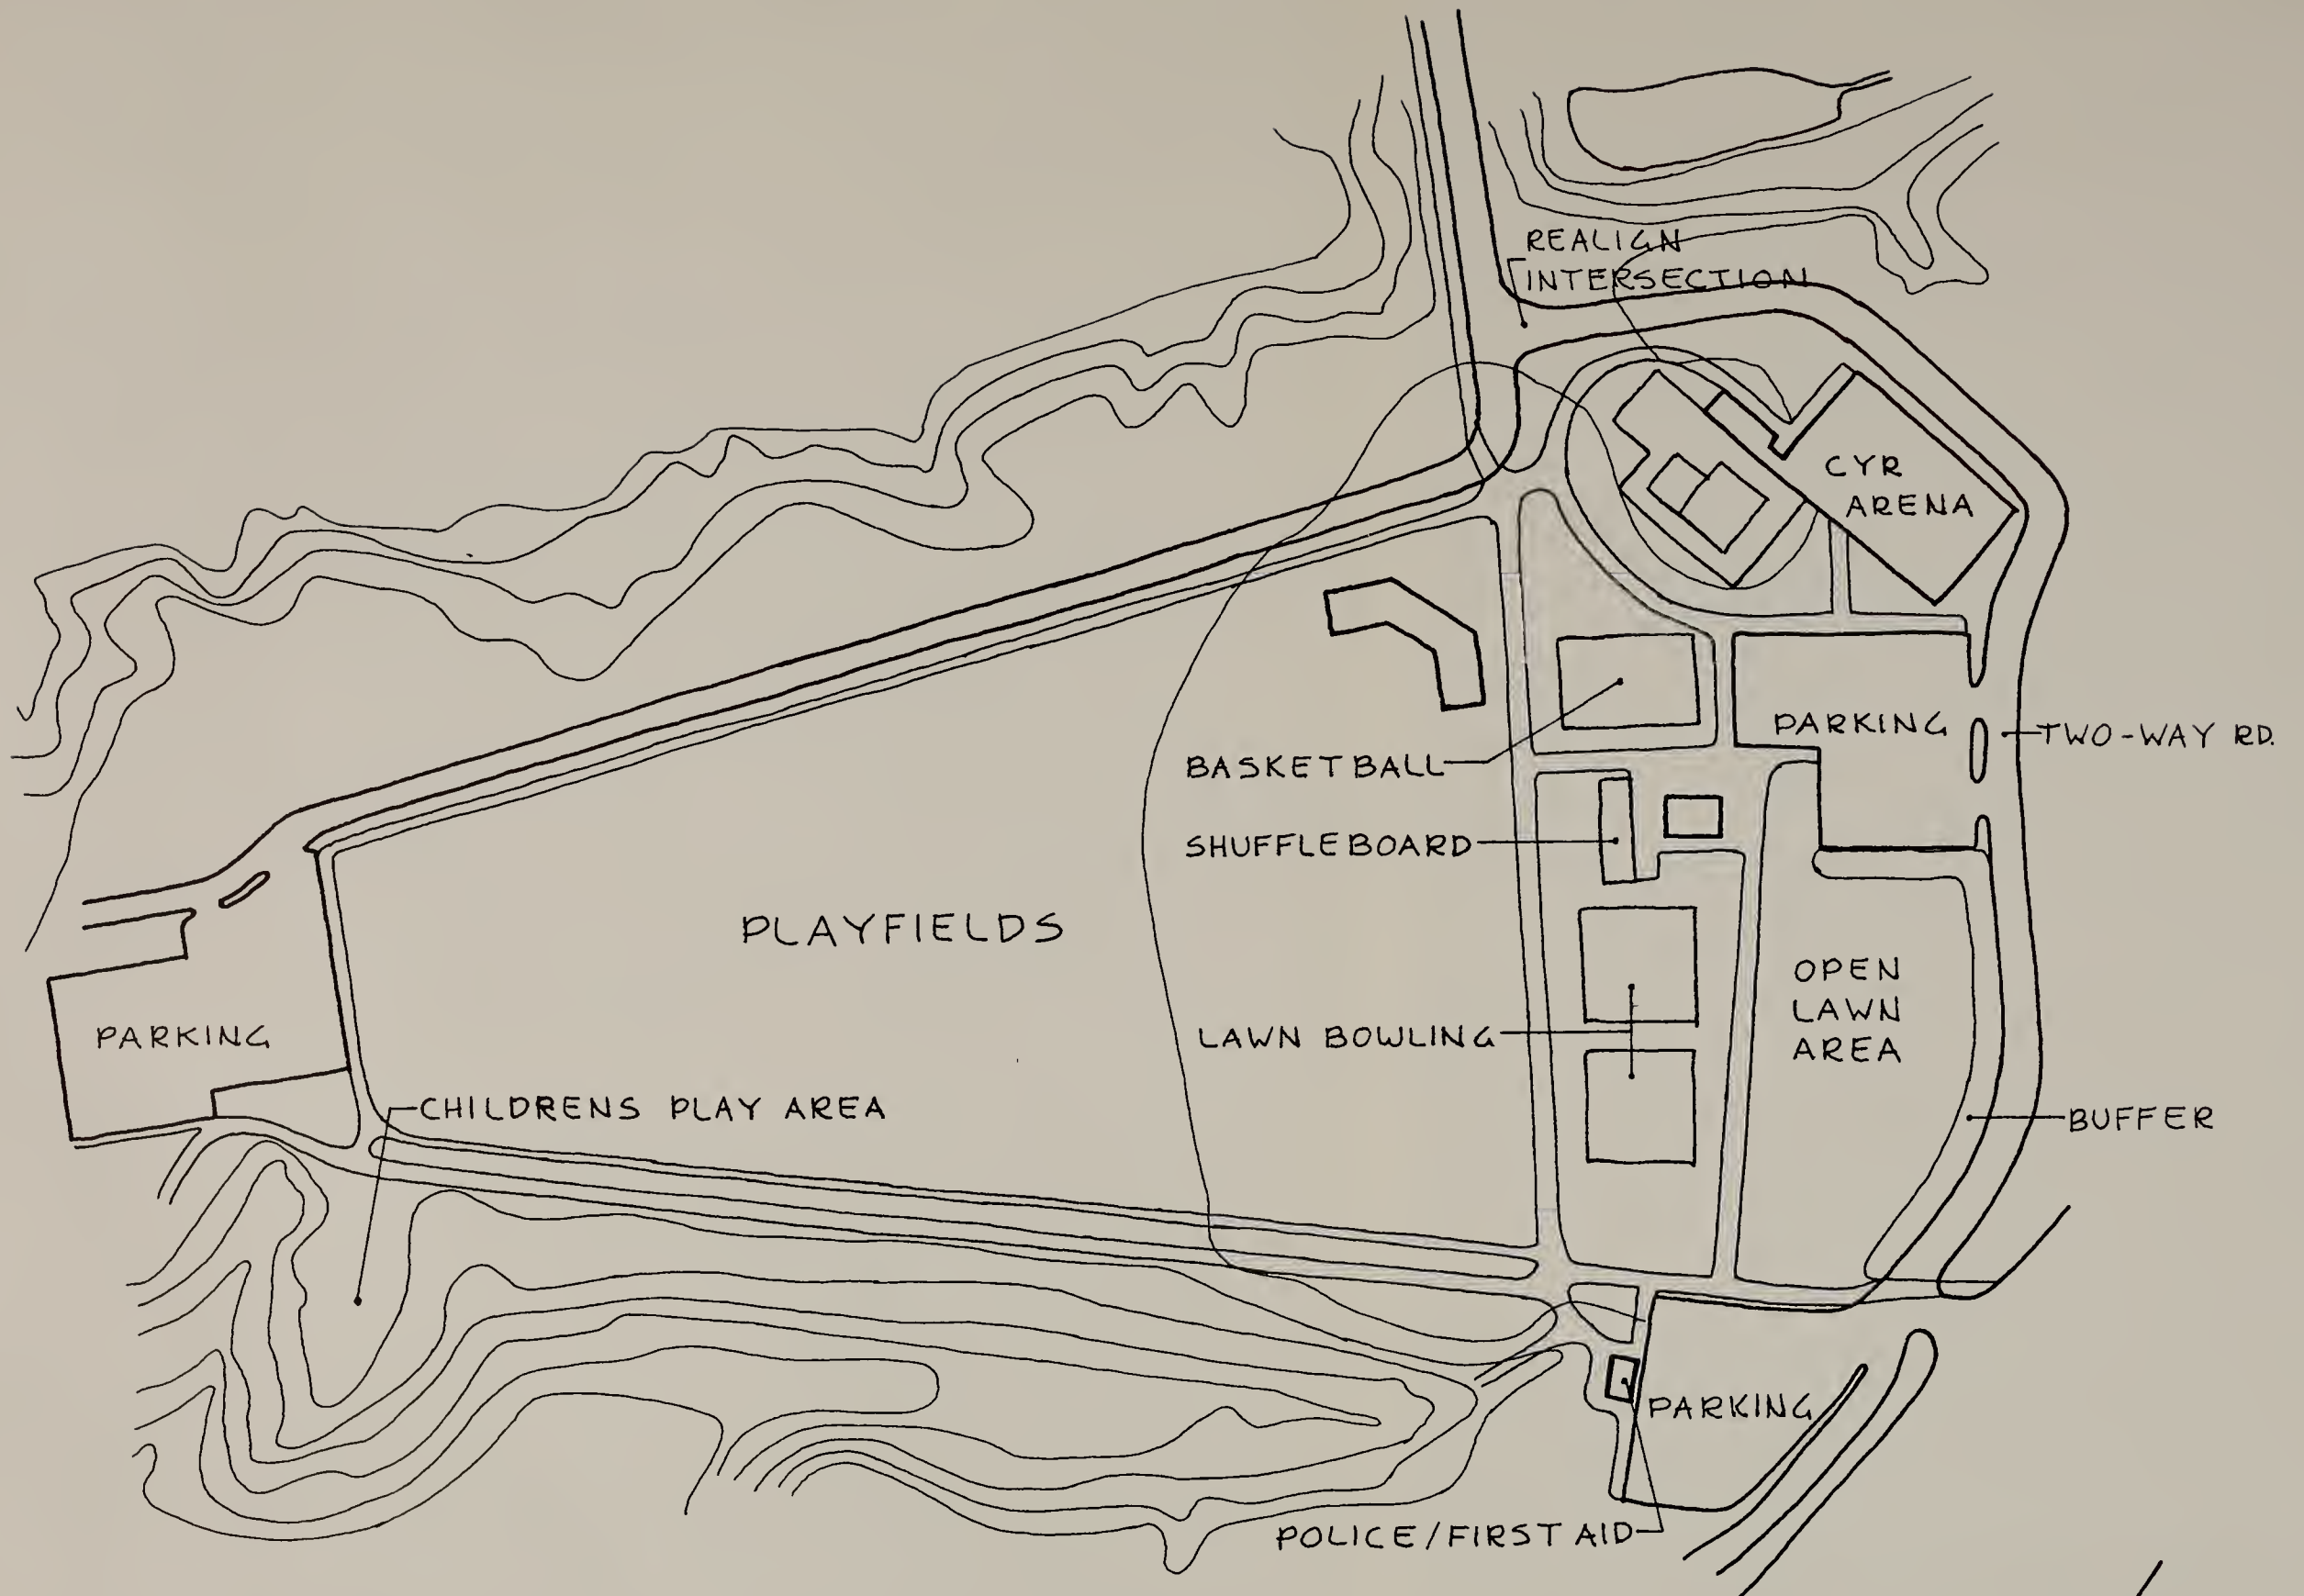 REALIGN
INTERSECTION
CYR
ARENA
PARKING
TWO-WAY RD.
BASKETBALL
SHUFFLEBOARD
PLAYFIELDS
OPEN
LAWN
AREA
LAWN BOWLING
PARKING
CHILDRENS PLAY AREA
BUFFER
PARKING
POLICE/FIRST AID